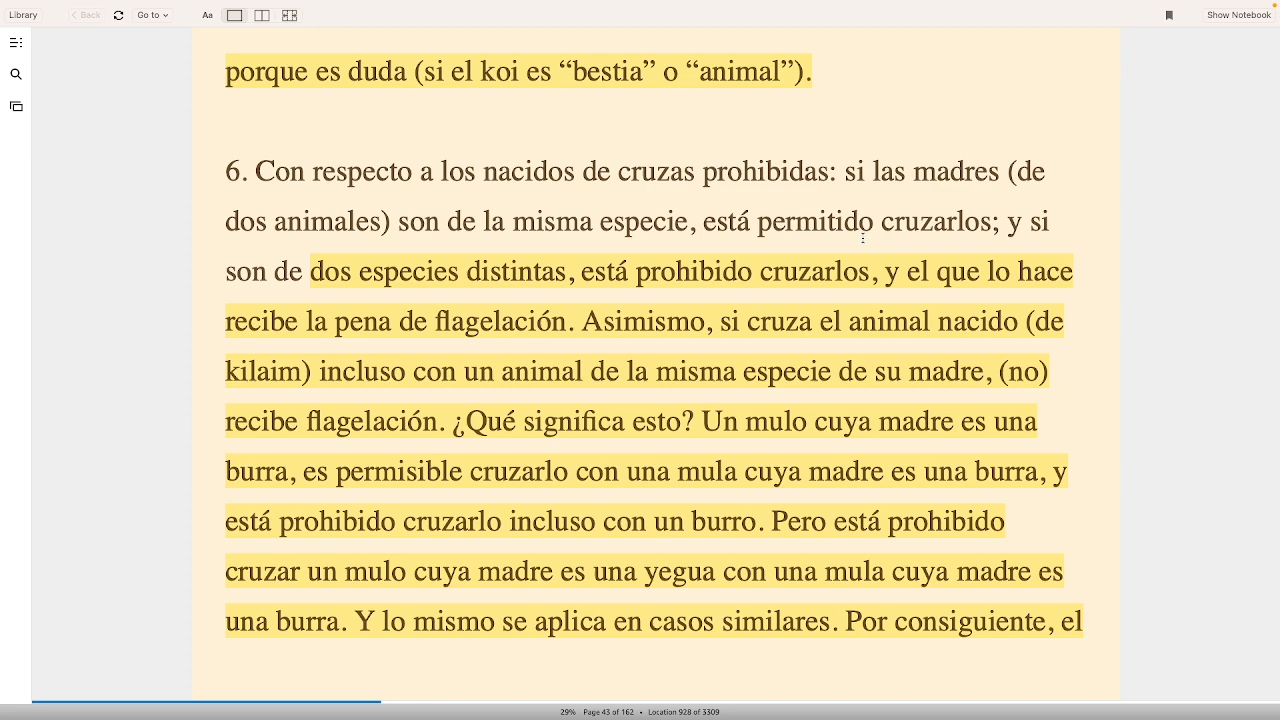 Library
Back
Go to
Aa
Show Notebook
porque es duda (si el koi es “bestia” o “animal”).
6. Con respecto a los nacidos de cruzas prohibidas: si las madres (de
dos animales) son de la misma especie, está permitido cruzarlos; y si
son de dos especies distintas, está prohibido cruzarlos, y el que lo hace
recibe la pena de flagelación. Asimismo, si cruza el animal nacido (de
kilaim) incluso con un animal de la misma especie de su madre, (no)
recibe flagelación. ¿Qué significa esto? Un mulo cuya madre es una
burra, es permisible cruzarlo con una mula cuya madre es una burra, y
está prohibido cruzarlo incluso con un burro. Pero está prohibido
cruzar un mulo cuya madre es una yegua con una mula cuya madre es
una burra. Y lo mismo se aplica en casos similares. Por consiguiente, el
29% Page 43 of 162 • Location 928 of 3309